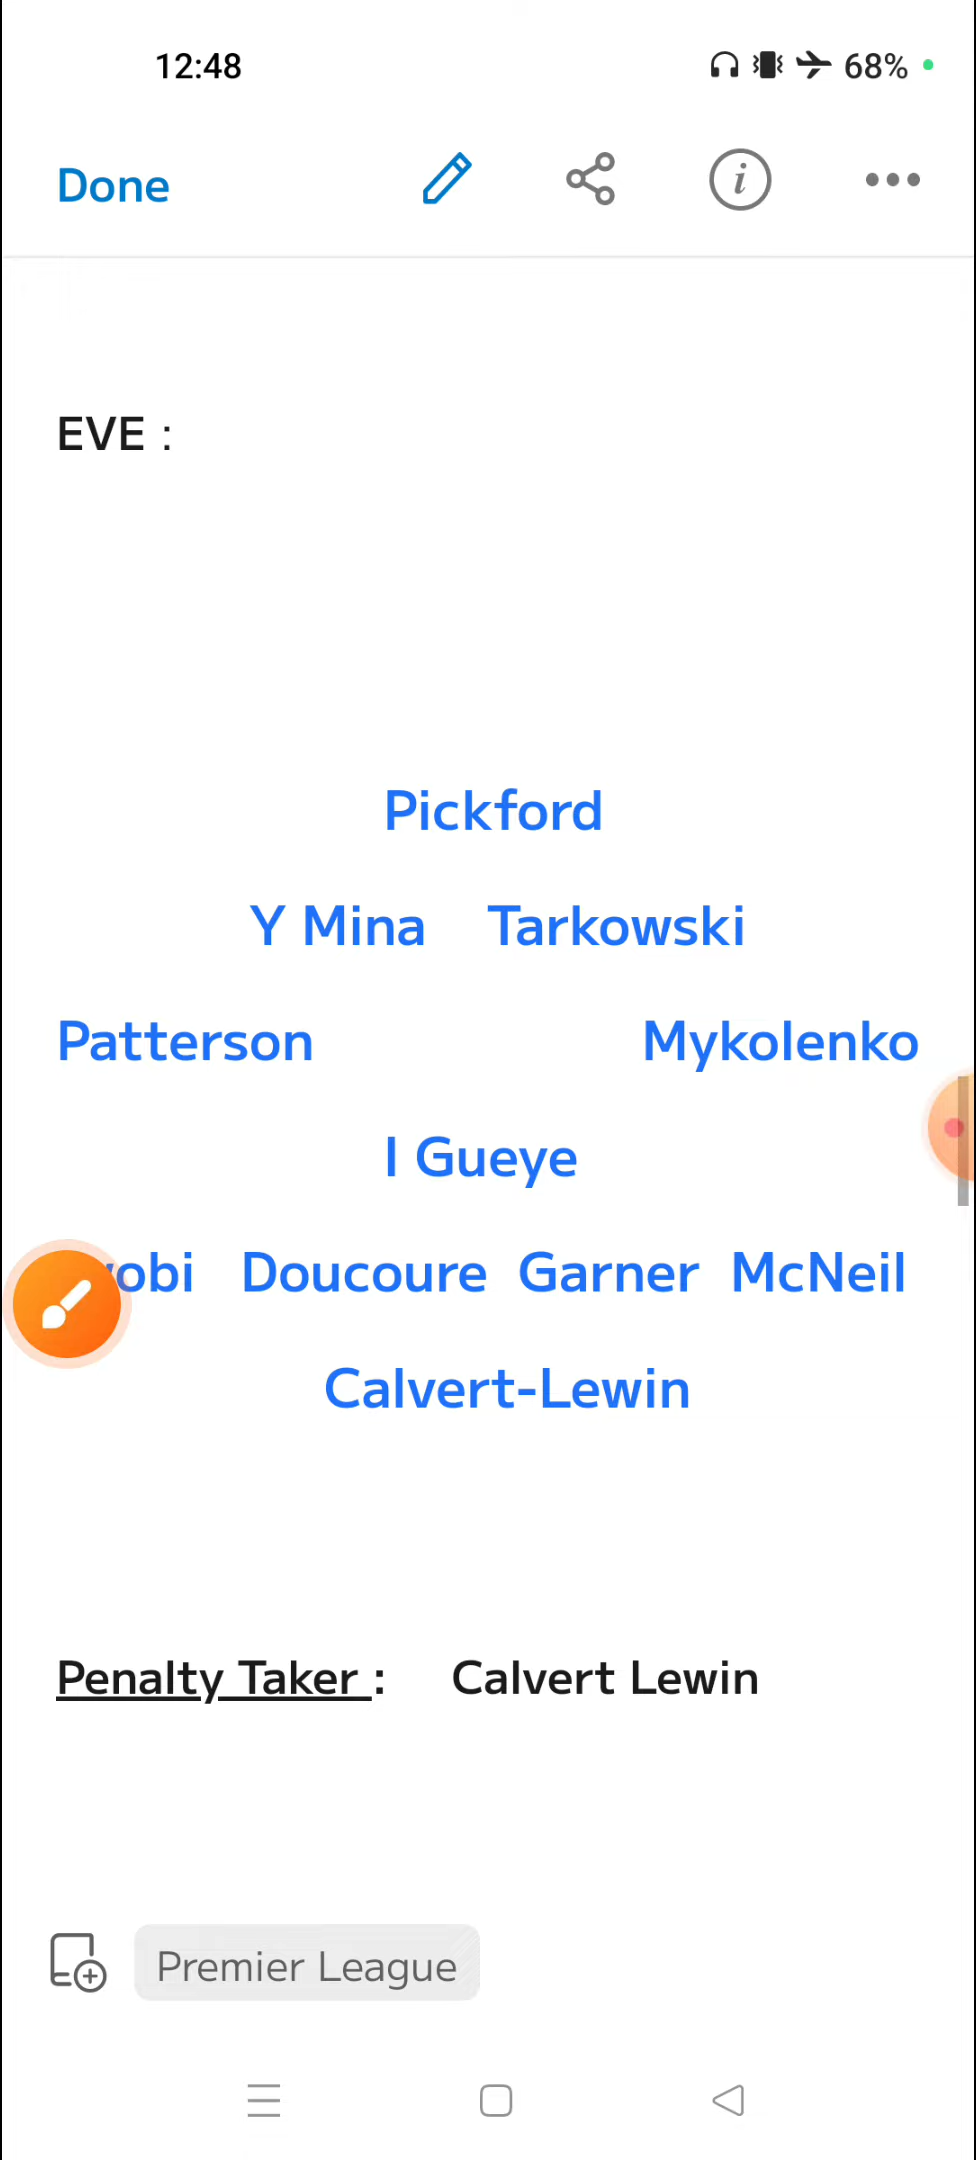 12:48 68%
Done
EVE :
Pickford
Y Mina Tarkowski
Patterson Mykolenko
I Gueye
Doucoure Garner McNeil
Calvert-Lewin
Penalty Taker : Calvert Lewin
Premier League